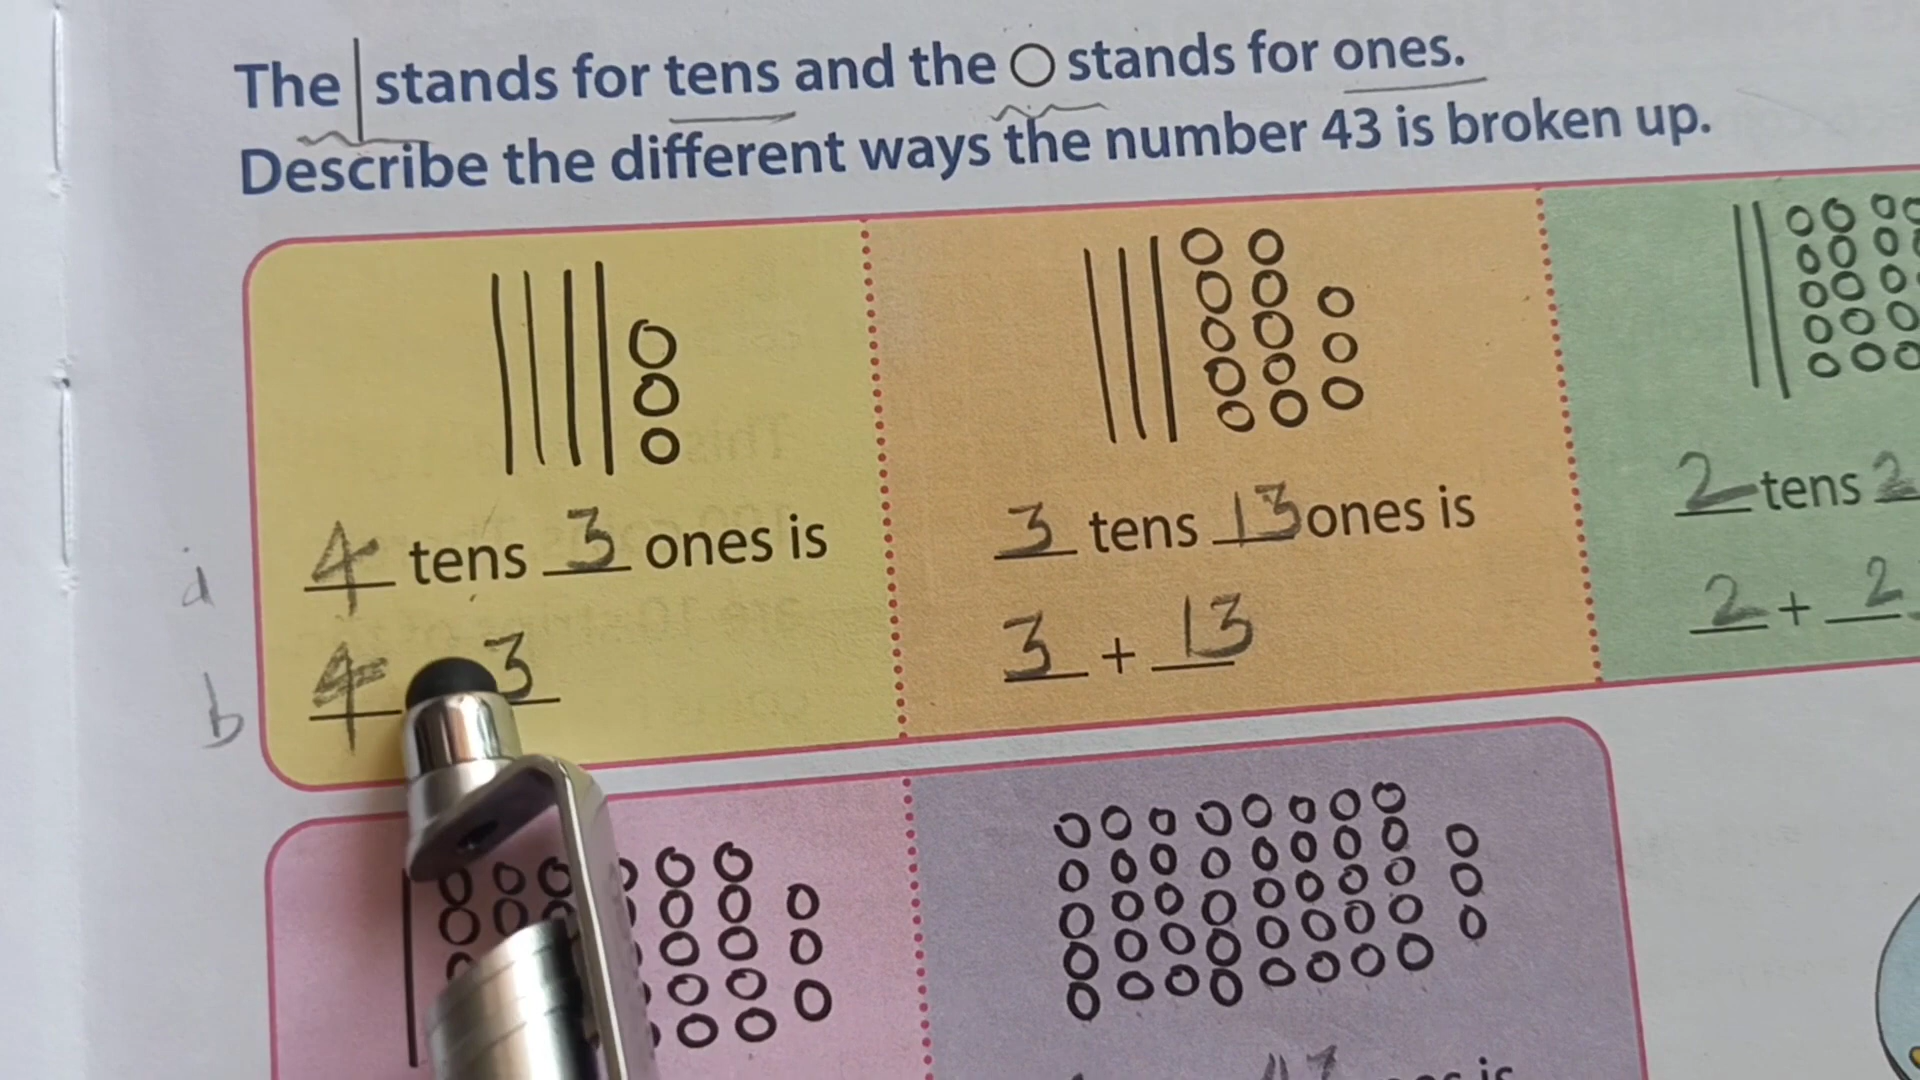 The | stands for tens and the ○ stands for ones.
Describe the different ways the number 43 is broken up.
a 4 tens 3 ones is
b 4 3
3 tens 13 ones is
3 + 13
2 tens 2
2 + 2
is